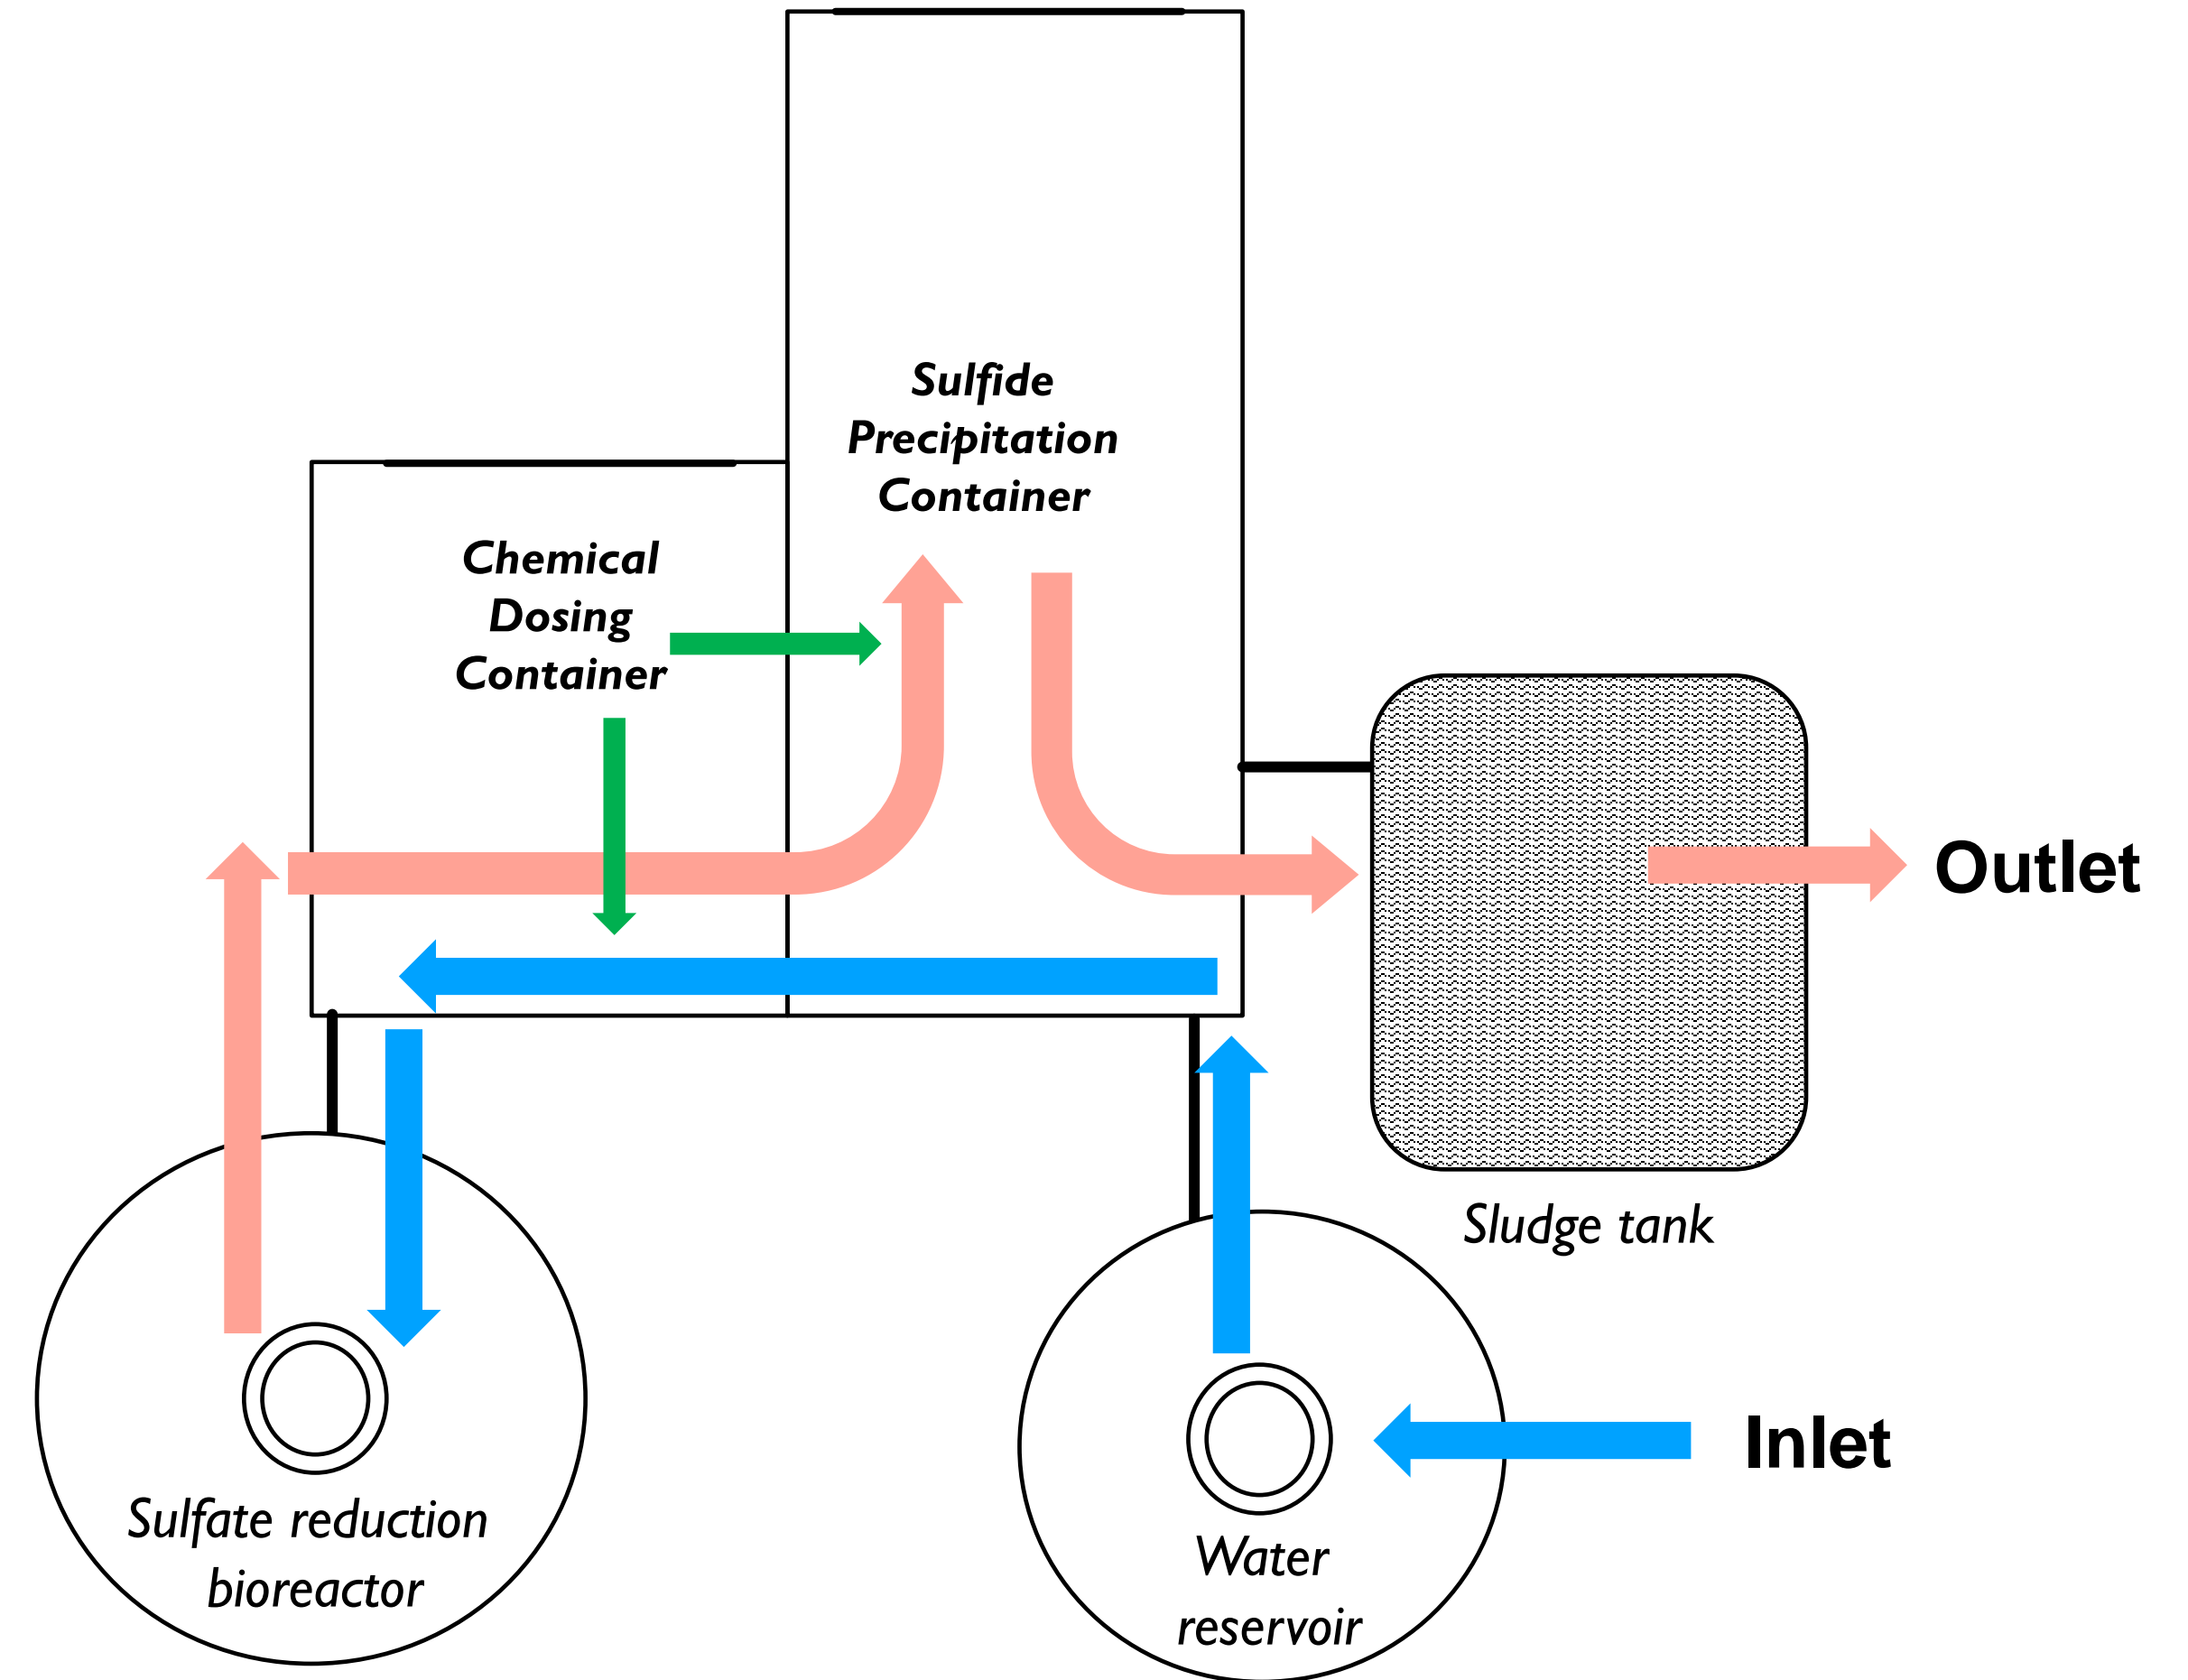 Sulfide
Precipitation
Container
Chemical
Dosing
Container
Outlet
Sludge tank
Inlet
Sulfate reduction
bioreactor
Water
reservoir